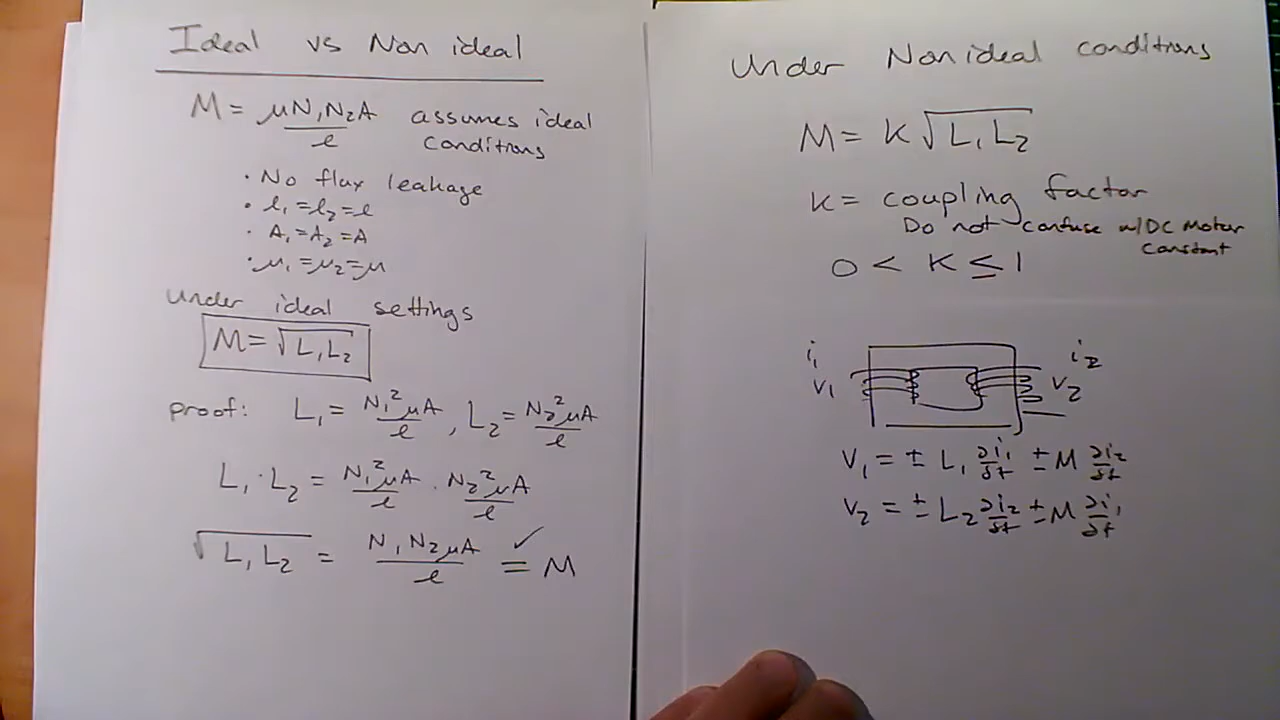 Ideal vs Non ideal
M = μN₁N₂A/ℓ assumes ideal conditions
· No flux leakage
· ℓ₁=ℓ₂=ℓ
· A₁=A₂=A
· μ₁=μ₂=μ
Under ideal settings
M=√L₁L₂
proof: L₁= N₁²μA/ℓ , L₂= N₂²μA/ℓ
L₁·L₂ = N₁²μA/ℓ · N₂²μA/ℓ
√L₁L₂ = N₁N₂μA/ℓ = ✓ M
Under Nonideal conditions
M= K√L₁L₂
K= coupling factor
Do not confuse w/DC Motor
constant
0 < K ≤ 1
i₁ i₂
V₁ V₂
V₁ = ± L₁ ∂i₁/∂t ± M ∂i₂/∂t
V₂ = ± L₂ ∂i₂/∂t ± M ∂i₁/∂t